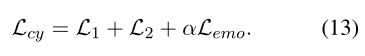 ℒ_cy = ℒ_1 + ℒ_2 + αℒ_emo. (13)